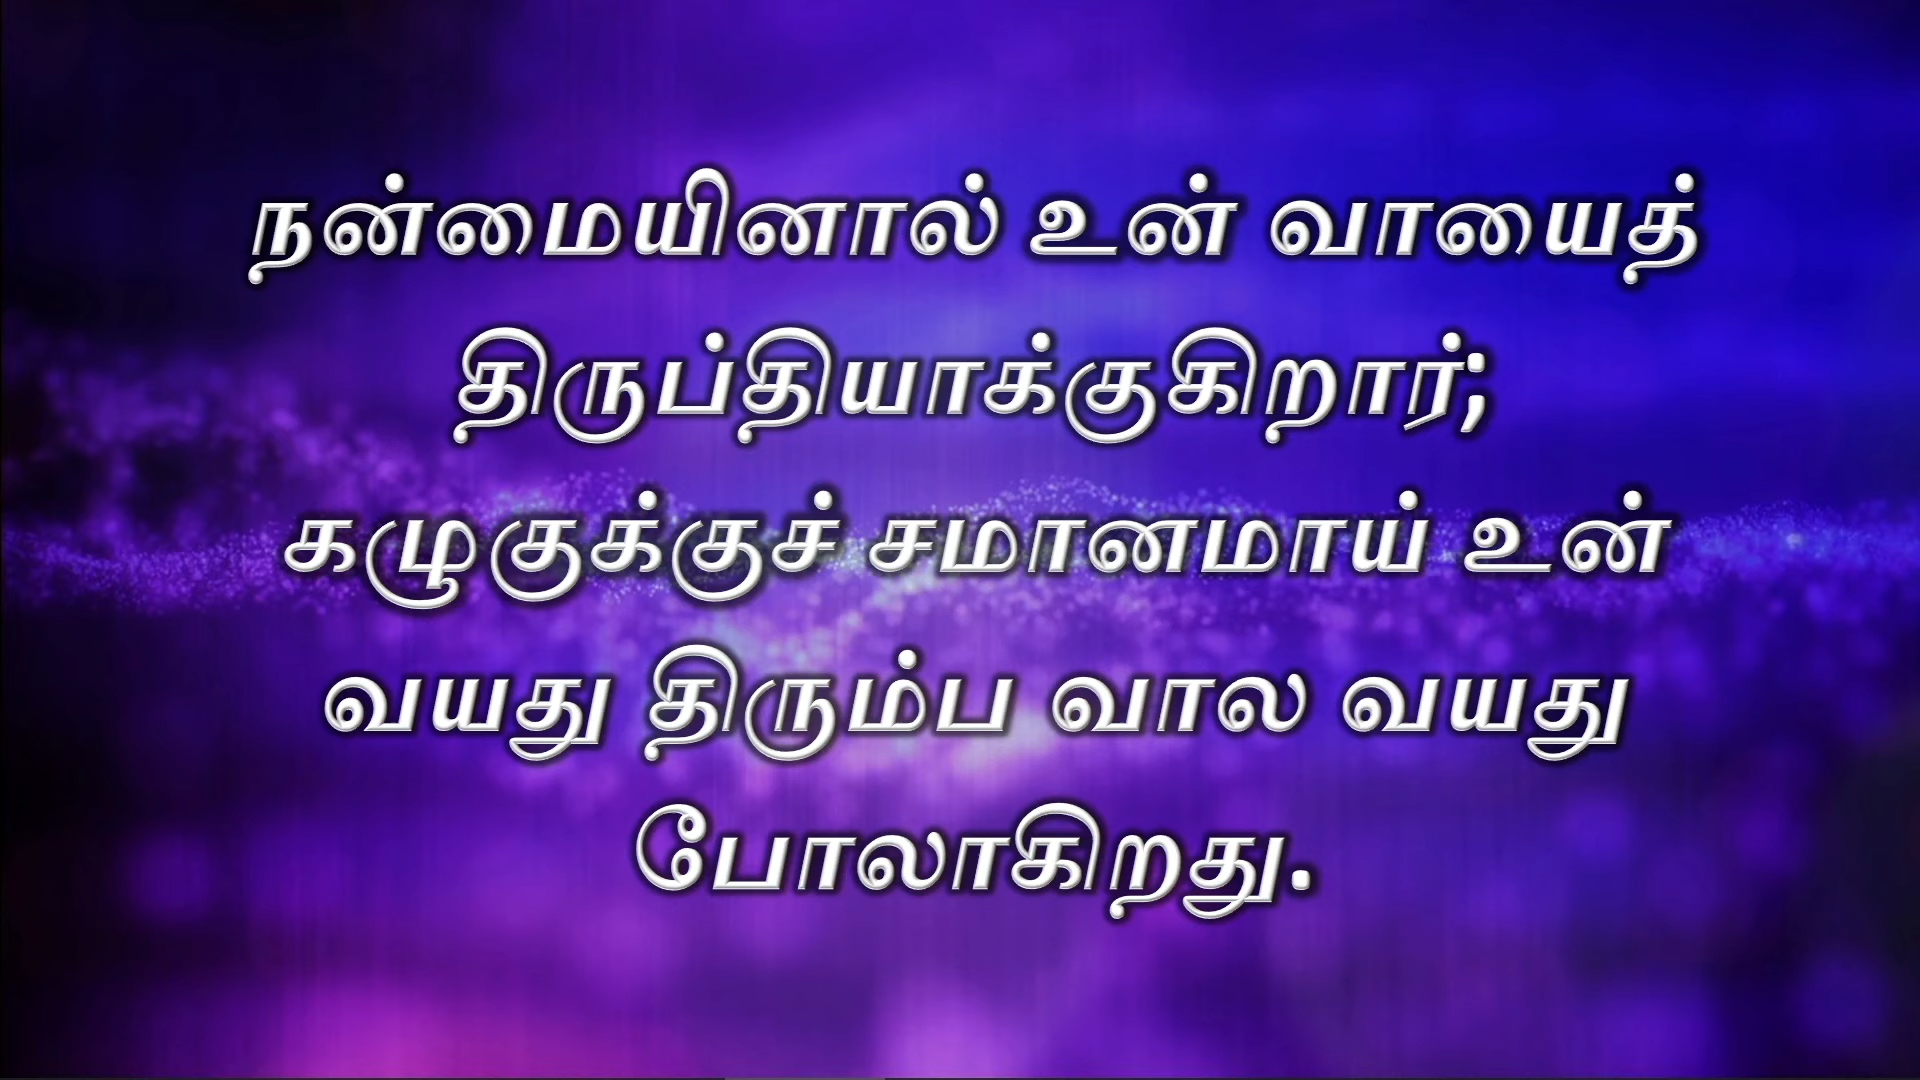 நன்மையினால் உன் வாயைத்
திருப்தியாக்குகிறார்;
கழுகுக்குச் சமானமாய் உன்
வயது திரும்ப வால வயது
போலாகிறது.